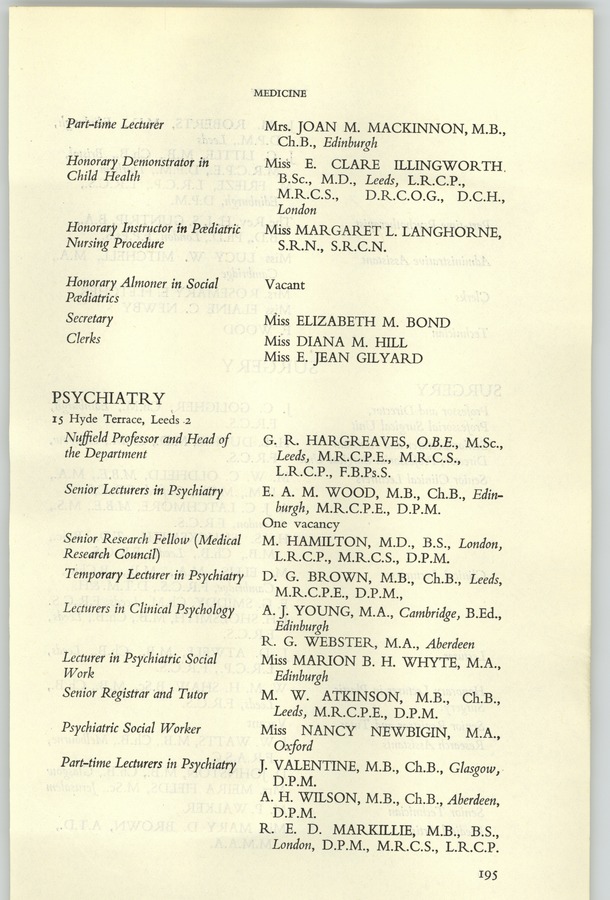 MEDICINE
Part-time Lecturer Mrs. JOAN M. MACKINNON, M.B.,
Ch.B., Edinburgh
Honorary Demonstrator in Miss E. CLARE ILLINGWORTH.
Child Health B.Sc., M.D., Leeds, L.R.C.P.,
M.R.C.S., D.R.C.O.G., D.C.H.,
London
Honorary Instructor in Pædiatric Miss MARGARET L. LANGHORNE,
Nursing Procedure S.R.N., S.R.C.N.
Honorary Almoner in Social Vacant
Pædiatrics
Secretary Miss ELIZABETH M. BOND
Clerks Miss DIANA M. HILL
Miss E. JEAN GILYARD
PSYCHIATRY
15 Hyde Terrace, Leeds 2
Nuffield Professor and Head of G. R. HARGREAVES, O.B.E., M.Sc.,
the Department Leeds, M.R.C.P.E., M.R.C.S.,
L.R.C.P., F.B.Ps.S.
Senior Lecturers in Psychiatry E. A. M. WOOD, M.B., Ch.B., Edin-
burgh, M.R.C.P.E., D.P.M.
One vacancy
Senior Research Fellow (Medical M. HAMILTON, M.D., B.S., London,
Research Council) L.R.C.P., M.R.C.S., D.P.M.
Temporary Lecturer in Psychiatry D. G. BROWN, M.B., Ch.B., Leeds,
M.R.C.P.E., D.P.M.,
Lecturers in Clinical Psychology A. J. YOUNG, M.A., Cambridge, B.Ed.,
Edinburgh
R. G. WEBSTER, M.A., Aberdeen
Lecturer in Psychiatric Social Miss MARION B. H. WHYTE, M.A.,
Work Edinburgh
Senior Registrar and Tutor M. W. ATKINSON, M.B., Ch.B.,
Leeds, M.R.C.P.E., D.P.M.
Psychiatric Social Worker Miss NANCY NEWBIGIN, M.A.,
Oxford
Part-time Lecturers in Psychiatry J. VALENTINE, M.B., Ch.B., Glasgow,
D.P.M.
A. H. WILSON, M.B., Ch.B., Aberdeen,
D.P.M.
R. E. D. MARKILLIE, M.B., B.S.,
London, D.P.M., M.R.C.S., L.R.C.P.
195